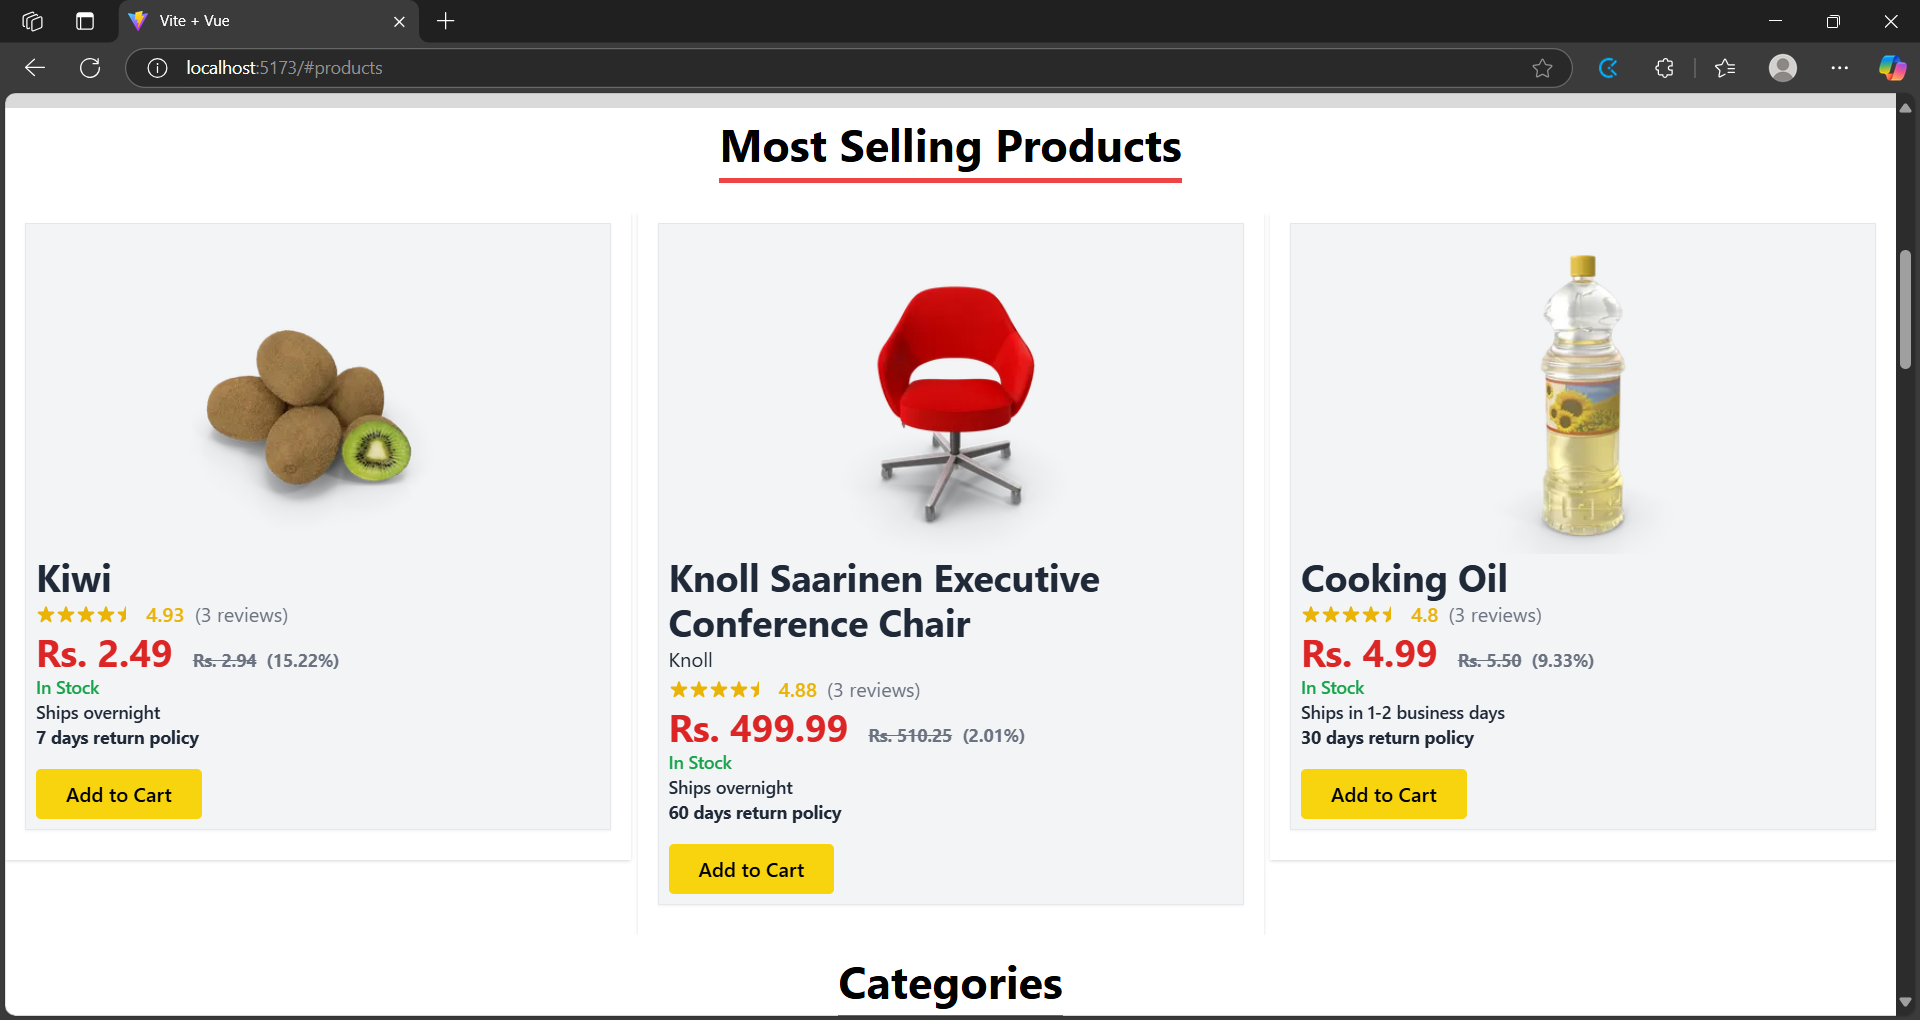 Vite + Vue
localhost:5173/#products
Most Selling Products
Kiwi
4.93 (3 reviews)
Rs. 2.49 Rs. 2.94 (15.22%)
In Stock
Ships overnight
7 days return policy
Add to Cart
Knoll Saarinen Executive
Conference Chair
Knoll
4.88 (3 reviews)
Rs. 499.99 Rs. 510.25 (2.01%)
In Stock
Ships overnight
60 days return policy
Add to Cart
Cooking Oil
4.8 (3 reviews)
Rs. 4.99 Rs. 5.50 (9.33%)
In Stock
Ships in 1-2 business days
30 days return policy
Add to Cart
Categories